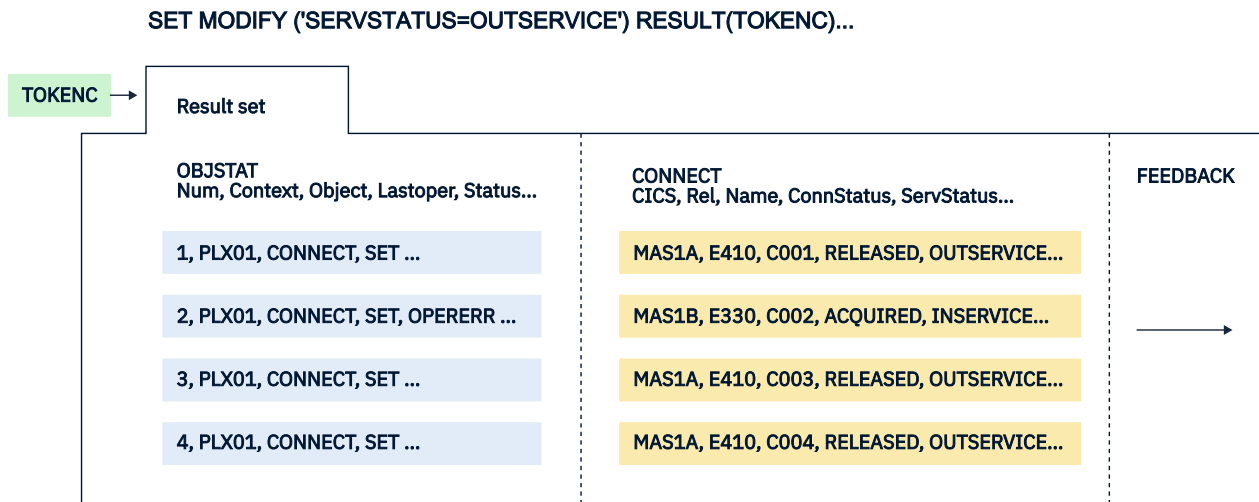 SET MODIFY ('SERVSTATUS=OUTSERVICE') RESULT(TOKENC)...
TOKENC
Result set
OBJSTAT
Num, Context, Object, Lastoper, Status...
CONNECT
CICS, Rel, Name, ConnStatus, ServStatus...
FEEDBACK
1, PLX01, CONNECT, SET ...
MAS1A, E410, C001, RELEASED, OUTSERVICE...
2, PLX01, CONNECT, SET, OPERERR ...
MAS1B, E330, C002, ACQUIRED, INSERVICE...
3, PLX01, CONNECT, SET ...
MAS1A, E410, C003, RELEASED, OUTSERVICE...
4, PLX01, CONNECT, SET ...
MAS1A, E410, C004, RELEASED, OUTSERVICE...